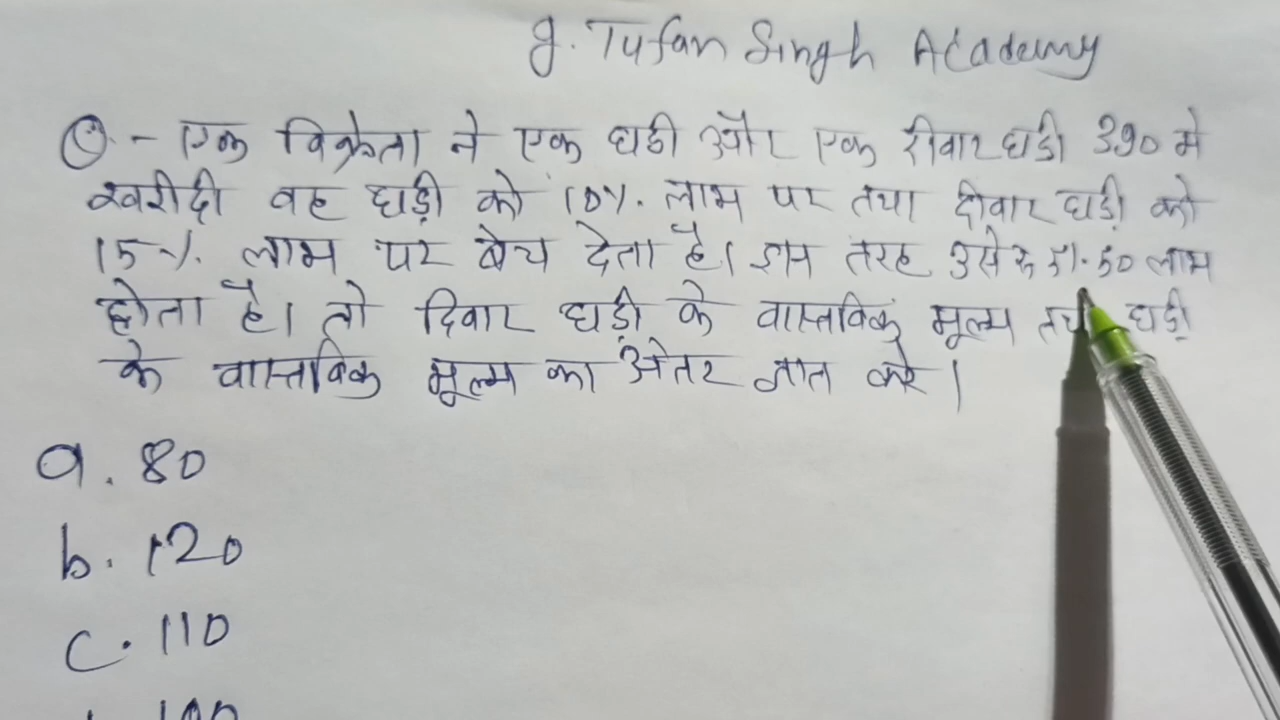 g. Tufan Singh Academy
Q.- एक विक्रेता ने एक घडी और एक दीवार घडी 390 मे
खरीदी वह घड़ी को 10%. लाभ पर तथा दीवार घड़ी को
15%. लाभ पर बेच देता है। इस तरह उसे रु 51.50 लाभ
होता है। तो दिवार घड़ी के वास्तविक मूल्य घड़ी
के वास्तविक मूल्य का अंतर ज्ञात करे।
a. 80
b. 120
c. 110